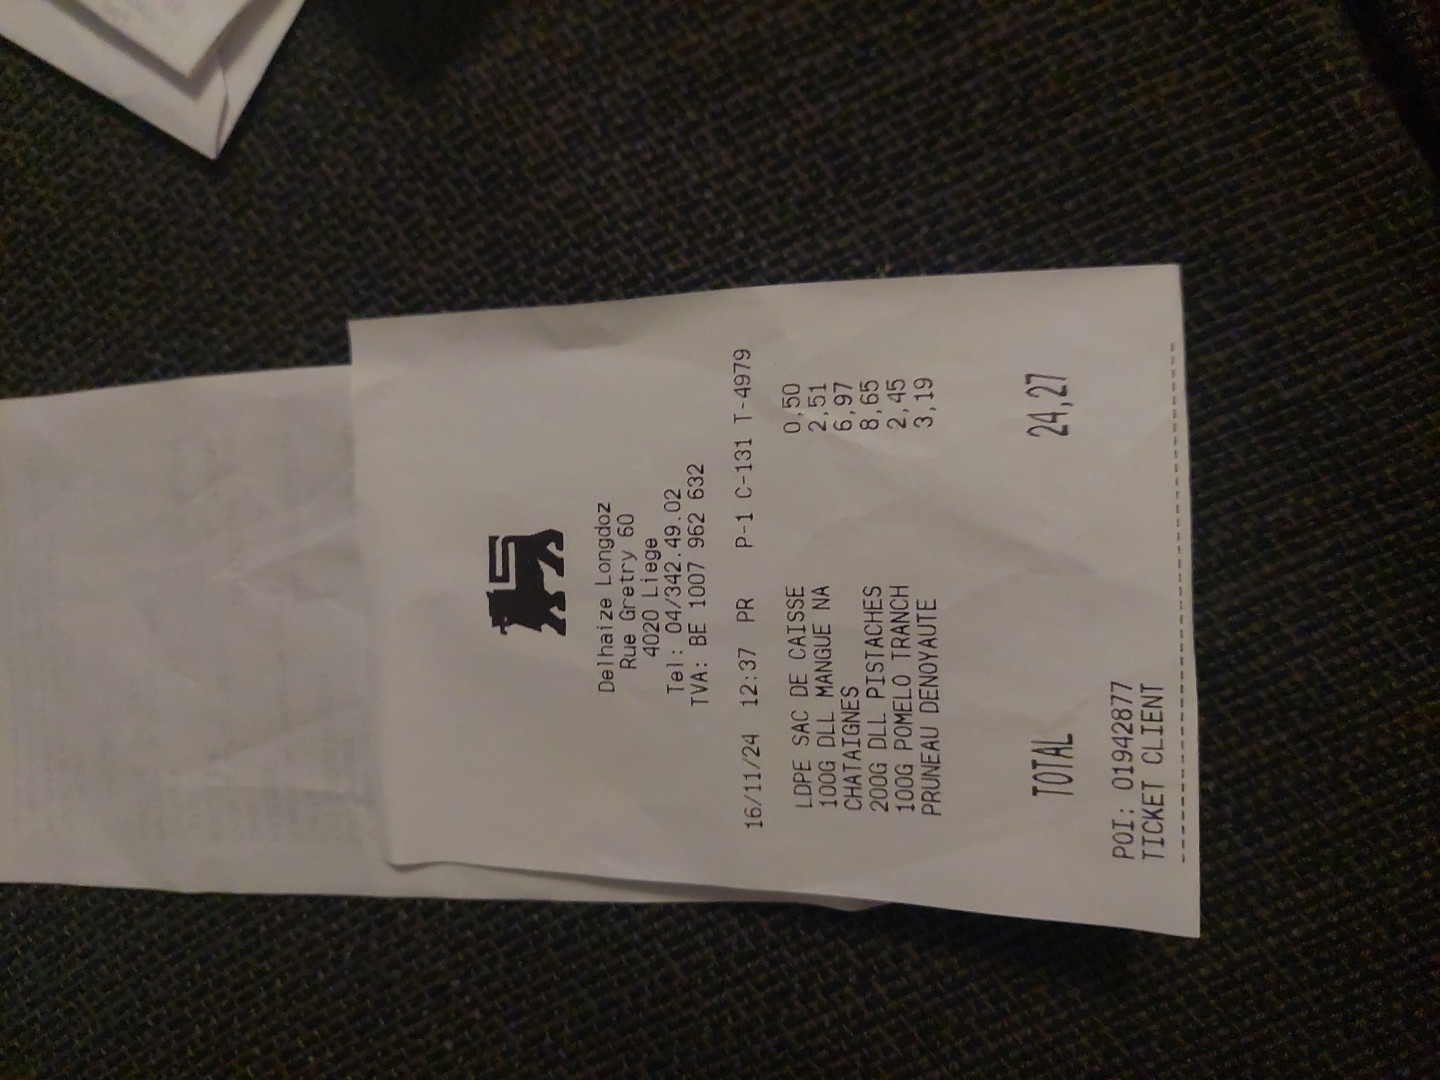 Delhaize Longdoz
Rue Gretry 60
4020 Liege
Tel: 04/342.49.02
TVA: BE 1007 962 632
16/11/24 12:37 PR P-1 C-131 T-4979
LDPE SAC DE CAISSE 0,50
100G DLL MANGUE NA 2,51
CHATAIGNES 6,97
200G DLL PISTACHES 8,65
100G POMELO TRANCH 2,45
PRUNEAU DENOYAUTE 3,19
TOTAL 24,27
POI: 01942877
TICKET CLIENT